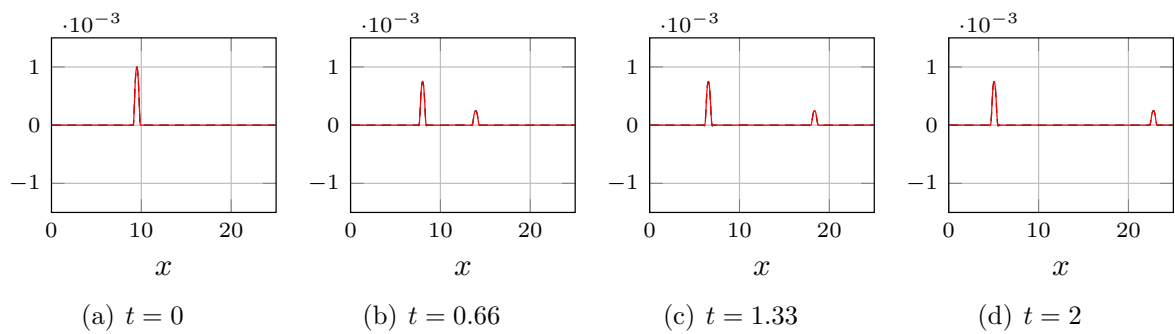 ·10⁻³ ·10⁻³ ·10⁻³ ·10⁻³
1 1 1 1
0 0 0 0
−1 −1 −1 −1
0 10 20 0 10 20 0 10 20 0 10 20
x x x x
(a) t = 0 (b) t = 0.66 (c) t = 1.33 (d) t = 2